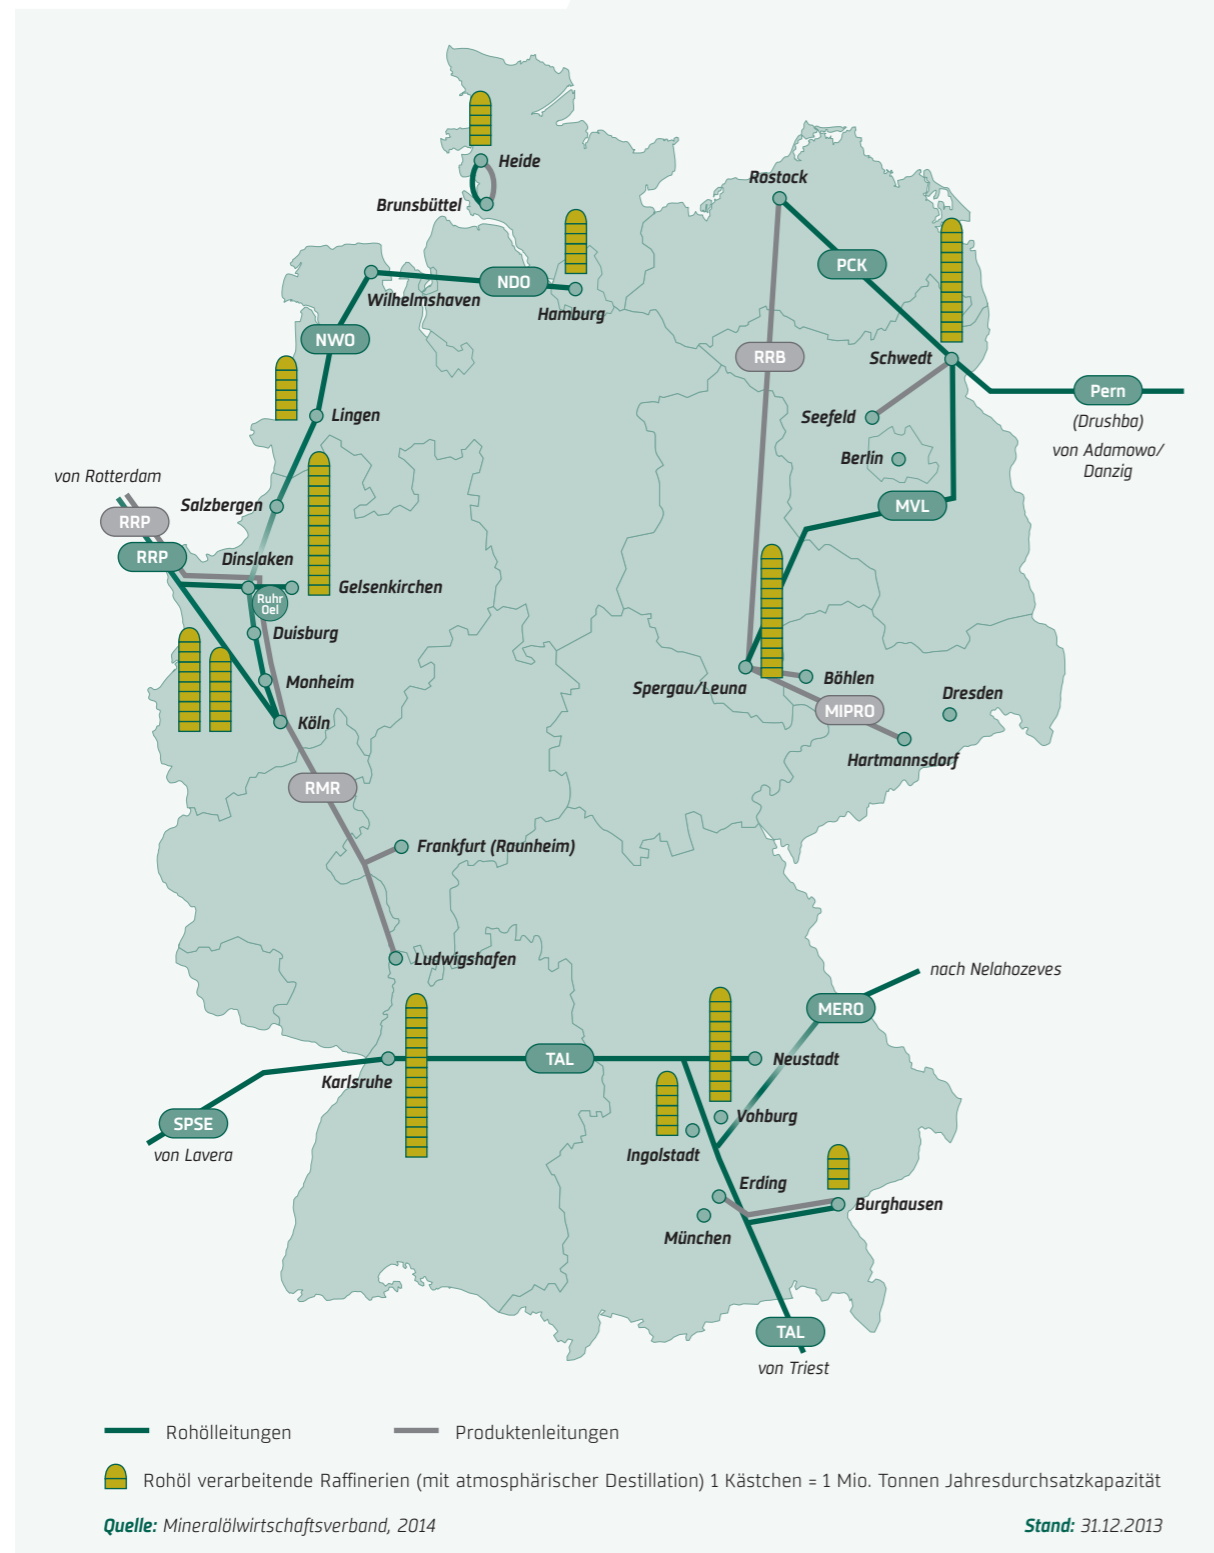 Heide
Rostock
Brunsbüttel
PCK
Wilhelmshaven
NDO
Hamburg
NWO
RRB
Schwedt
Pern
(Drushba)
von Adamowo/
Danzig
Lingen
Seefeld
Berlin
von Rotterdam
Salzbergen
MVL
RRP
RRP
Dinslaken
Gelsenkirchen
Ruhr
Oel
Duisburg
Monheim
Köln
Spergau/Leuna
Böhlen
MIPRO
Dresden
Hartmannsdorf
RMR
Frankfurt (Raunheim)
Ludwigshafen
nach Nelahozeves
MERO
TAL
Neustadt
Karlsruhe
SPSE
von Lavera
Vohburg
Ingolstadt
Erding
Burghausen
München
TAL
von Triest
Rohölleitungen
Produktenleitungen
Rohöl verarbeitende Raffinerien (mit atmosphärischer Destillation) 1 Kästchen = 1 Mio. Tonnen Jahresdurchsatzkapazität
Quelle: Mineralölwirtschaftsverband, 2014
Stand: 31.12.2013